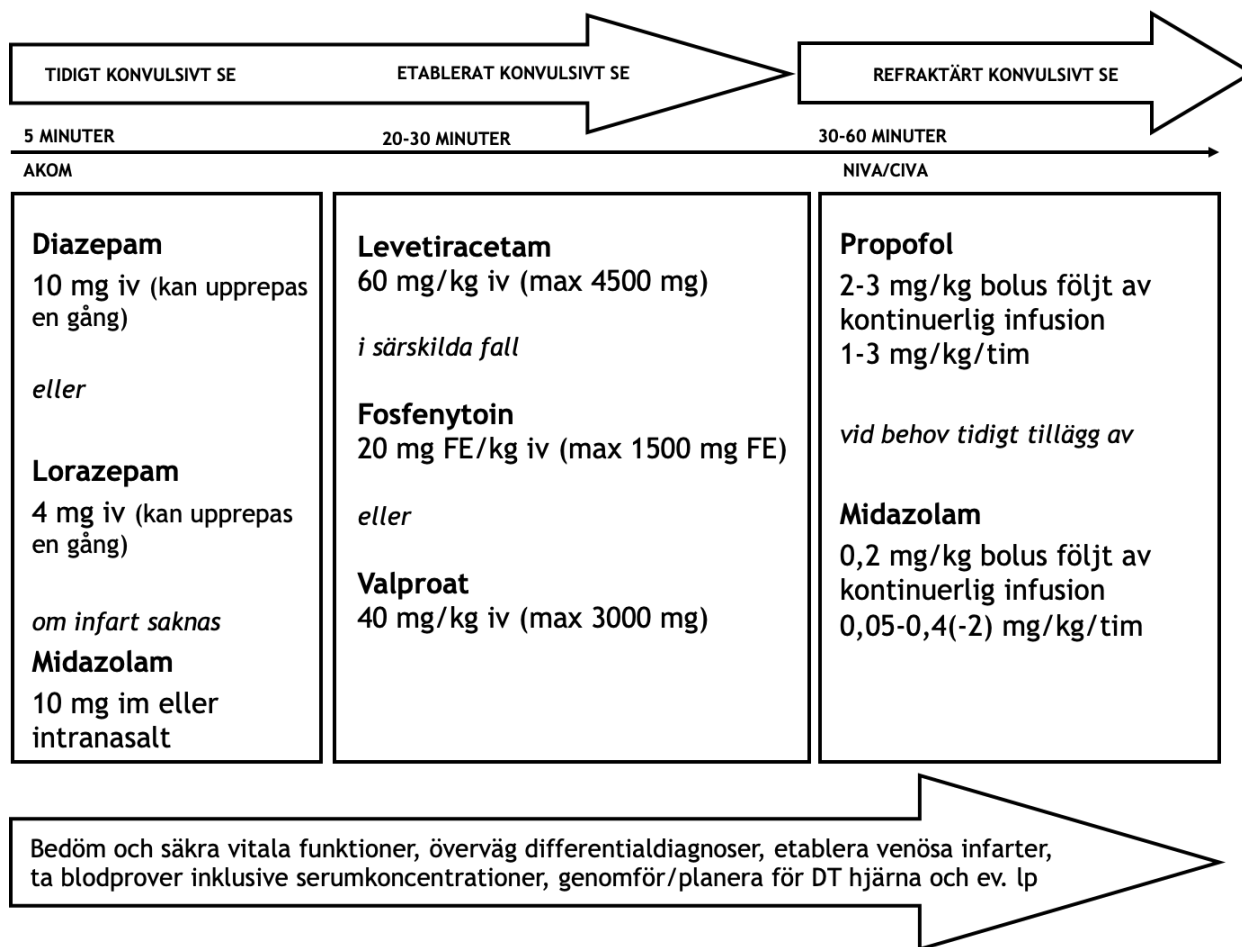 TIDIGT KONVULSIVT SE
ETABLERAT KONVULSIVT SE
REFRAKTÄRT KONVULSIVT SE
5 MINUTER
20-30 MINUTER
30-60 MINUTER
AKOM
NIVA/CIVA
Diazepam
10 mg iv (kan upprepas
en gång)
eller
Lorazepam
4 mg iv (kan upprepas
en gång)
om infart saknas
Midazolam
10 mg im eller
intranasalt
Levetiracetam
60 mg/kg iv (max 4500 mg)
i särskilda fall
Fosfenytoin
20 mg FE/kg iv (max 1500 mg FE)
eller
Valproat
40 mg/kg iv (max 3000 mg)
Propofol
2-3 mg/kg bolus följt av
kontinuerlig infusion
1-3 mg/kg/tim
vid behov tidigt tillägg av
Midazolam
0,2 mg/kg bolus följt av
kontinuerlig infusion
0,05-0,4(-2) mg/kg/tim
Bedöm och säkra vitala funktioner, överväg differentialdiagnoser, etablera venösa infarter,
ta blodprover inklusive serumkoncentrationer, genomför/planera för DT hjärna och ev. lp